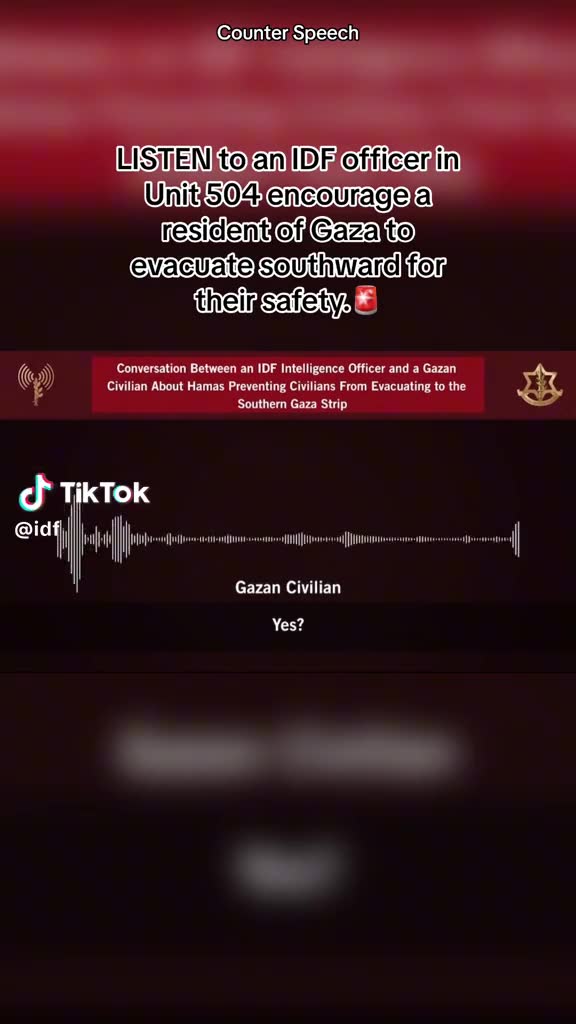 Counter Speech
LISTEN to an IDF officer in
Unit 504 encourage a
resident of Gaza to
evacuate southward for
their safety.🚨
Conversation Between an IDF Intelligence Officer and a Gazan
Civilian About Hamas Preventing Civilians From Evacuating to the
Southern Gaza Strip
TikTok
@idf
Gazan Civilian
Yes?